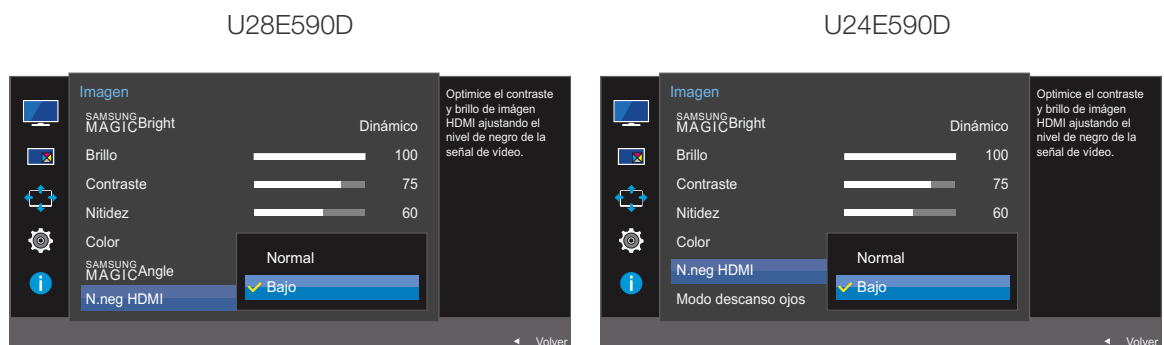 U28E590D
Imagen
SAMSUNG
MAGICBright Dinámico
Brillo 100
Contraste 75
Nitidez 60
Color
SAMSUNG
MAGICAngle
N.neg HDMI
Normal
Bajo
Optimice el contraste
y brillo de imágen
HDMI ajustando el
nivel de negro de la
señal de vídeo.
Volver
U24E590D
Imagen
SAMSUNG
MAGICBright Dinámico
Brillo 100
Contraste 75
Nitidez 60
Color
N.neg HDMI
Modo descanso ojos
Normal
Bajo
Optimice el contraste
y brillo de imágen
HDMI ajustando el
nivel de negro de la
señal de vídeo.
Volver